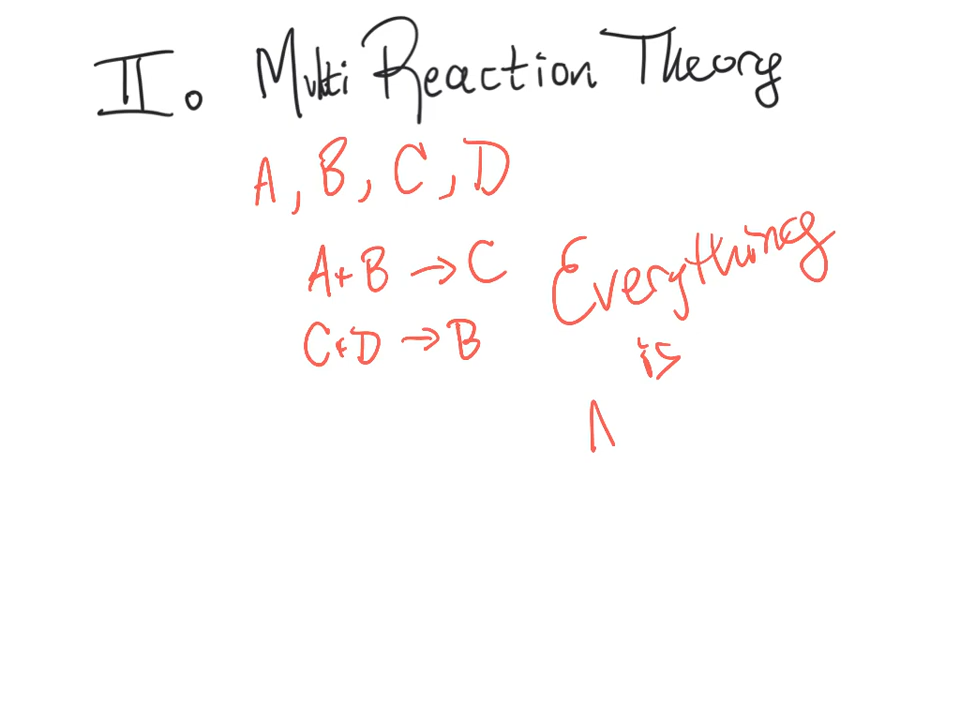 II. Multi Reaction Theory
A, B, C, D
A+B → C
C+D → B
Everything
is